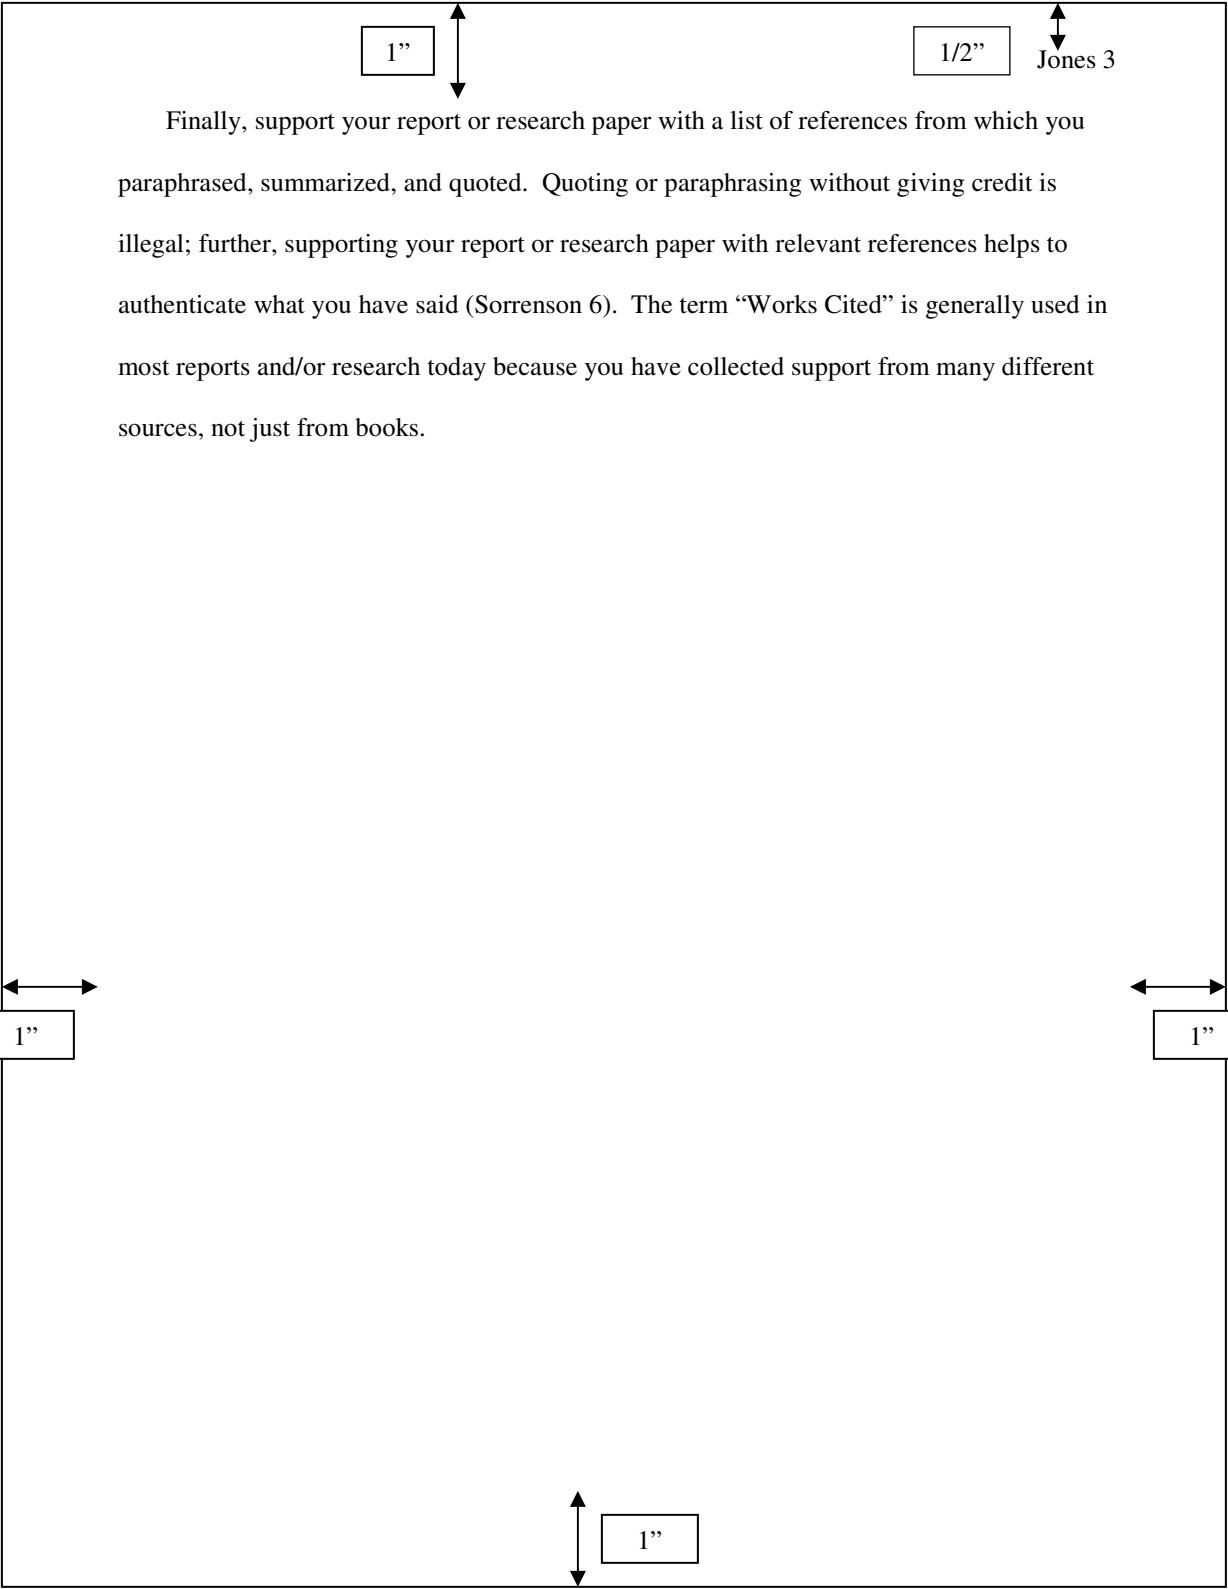 1”
1/2”
Jones 3
Finally, support your report or research paper with a list of references from which you
paraphrased, summarized, and quoted.  Quoting or paraphrasing without giving credit is
illegal; further, supporting your report or research paper with relevant references helps to
authenticate what you have said (Sorrenson 6).  The term “Works Cited” is generally used in
most reports and/or research today because you have collected support from many different
sources, not just from books.
1”
1”
1”